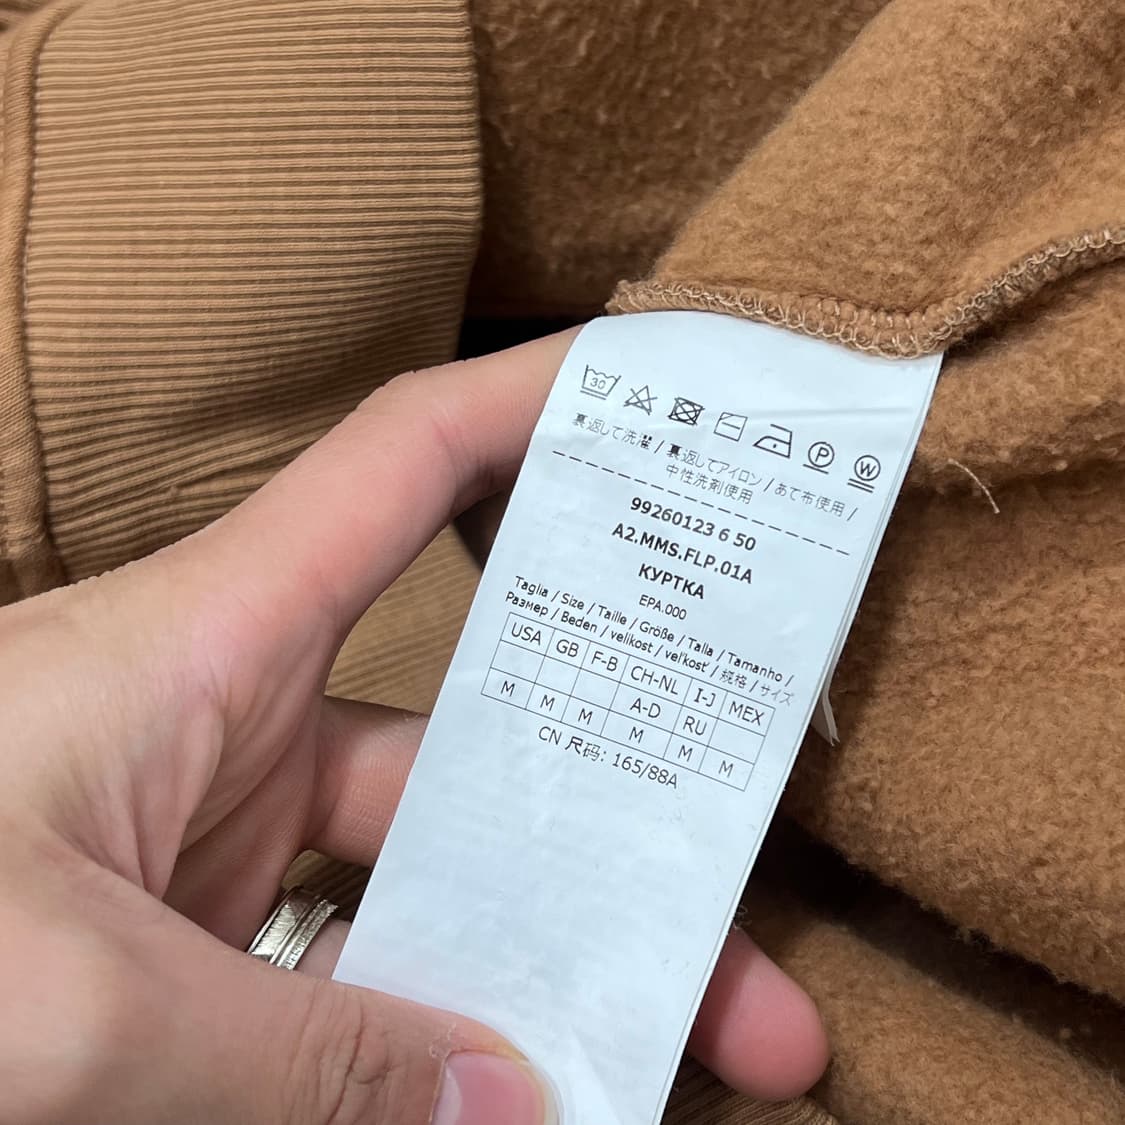 30
P
W
裏返して洗濯 / 裏返してアイロン / あて布使用 /
中性洗剤使用
99260123 6 50
A2.MMS.FLP.01A
КУРТКА
EPA.000
Taglia / Size / Taille / Größe / Talla / Tamanho /
Размер / Beden / velikost / veľkosť / 規格 / サイズ
USA GB F-B CH-NL I-J MEX
A-D RU
M M M M M M
CN 尺码: 165/88A